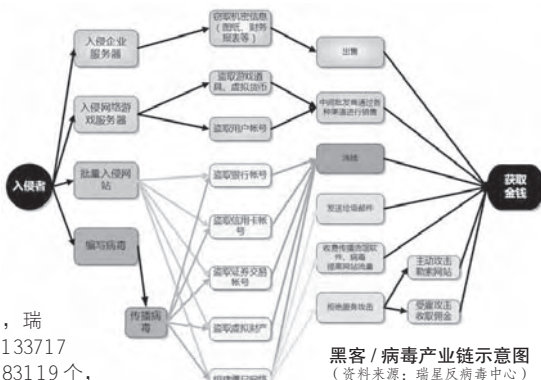 入侵者
入侵企业
服务器
入侵网络游
戏服务器
批量入侵网
站
编写病毒
传播病
毒
窃取机密信息
（图纸、财务
报表等）
盗取游戏道
具、虚拟货币
盗取用户帐号
盗取银行帐号
盗取信用卡帐
号
盗取证券交易
帐号
盗取虚拟财产
出售
中间批发商通过各
种渠道进行销售
洗钱
发送垃圾邮件
收费传播流氓软
件、病毒
提高网站流量
拒绝服务攻击
主动攻击
勒索网站
受雇攻击
收取佣金
获取
金钱
，瑞
133717
83119个，
黑客/病毒产业链示意图
（资料来源：瑞星反病毒中心）